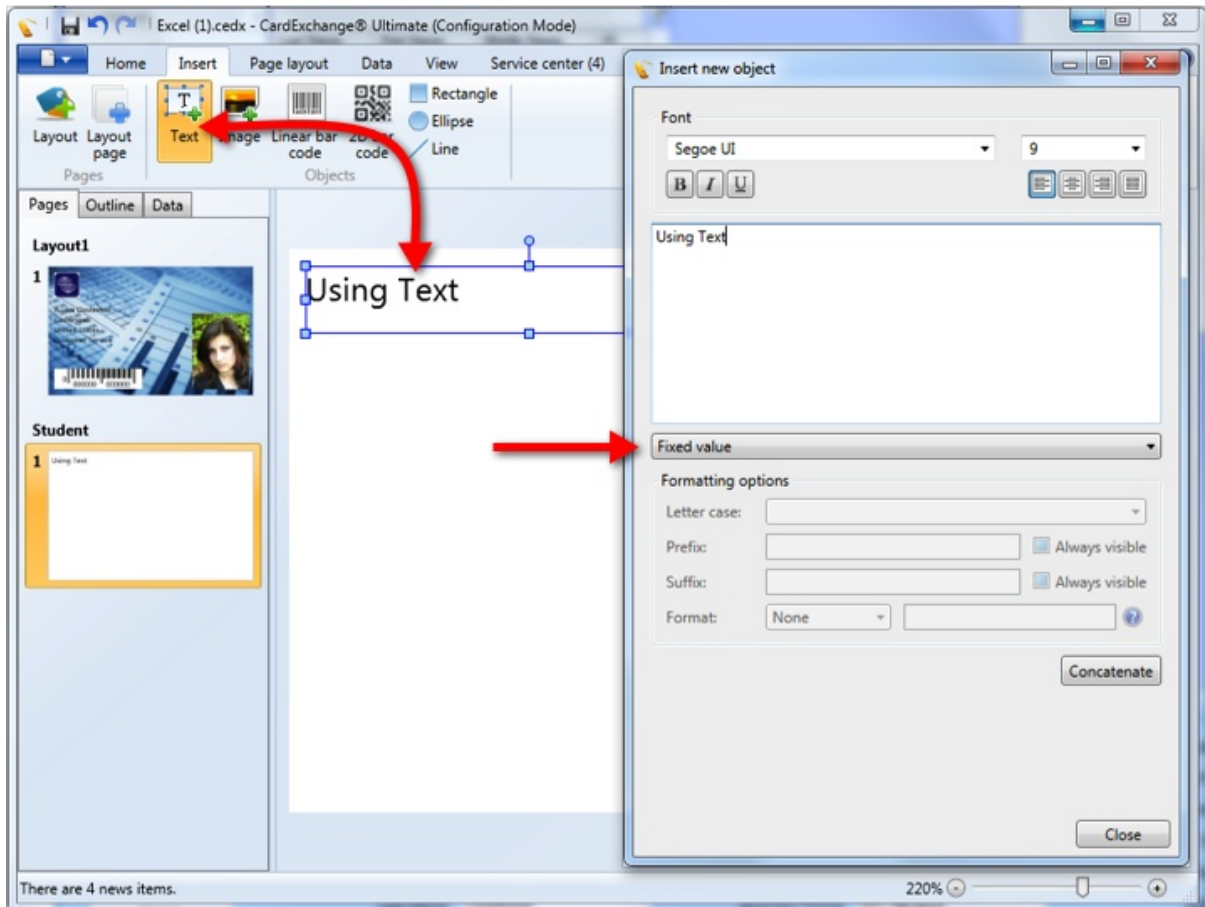 Excel (1).cedx - CardExchange® Ultimate (Configuration Mode)
Home Insert Page layout Data View Service center (4)
Layout
Layout page
Text
Linear bar code
code
Rectangle
Ellipse
Line
Pages
Objects
Pages Outline Data
Layout1
1
Student
1 Using Text
Using Text
Insert new object
Font
Segoe UI 9
B I U
Using Text
Fixed value
Formatting options
Letter case:
Prefix: Always visible
Suffix: Always visible
Format: None
Concatenate
Close
There are 4 news items.
220%